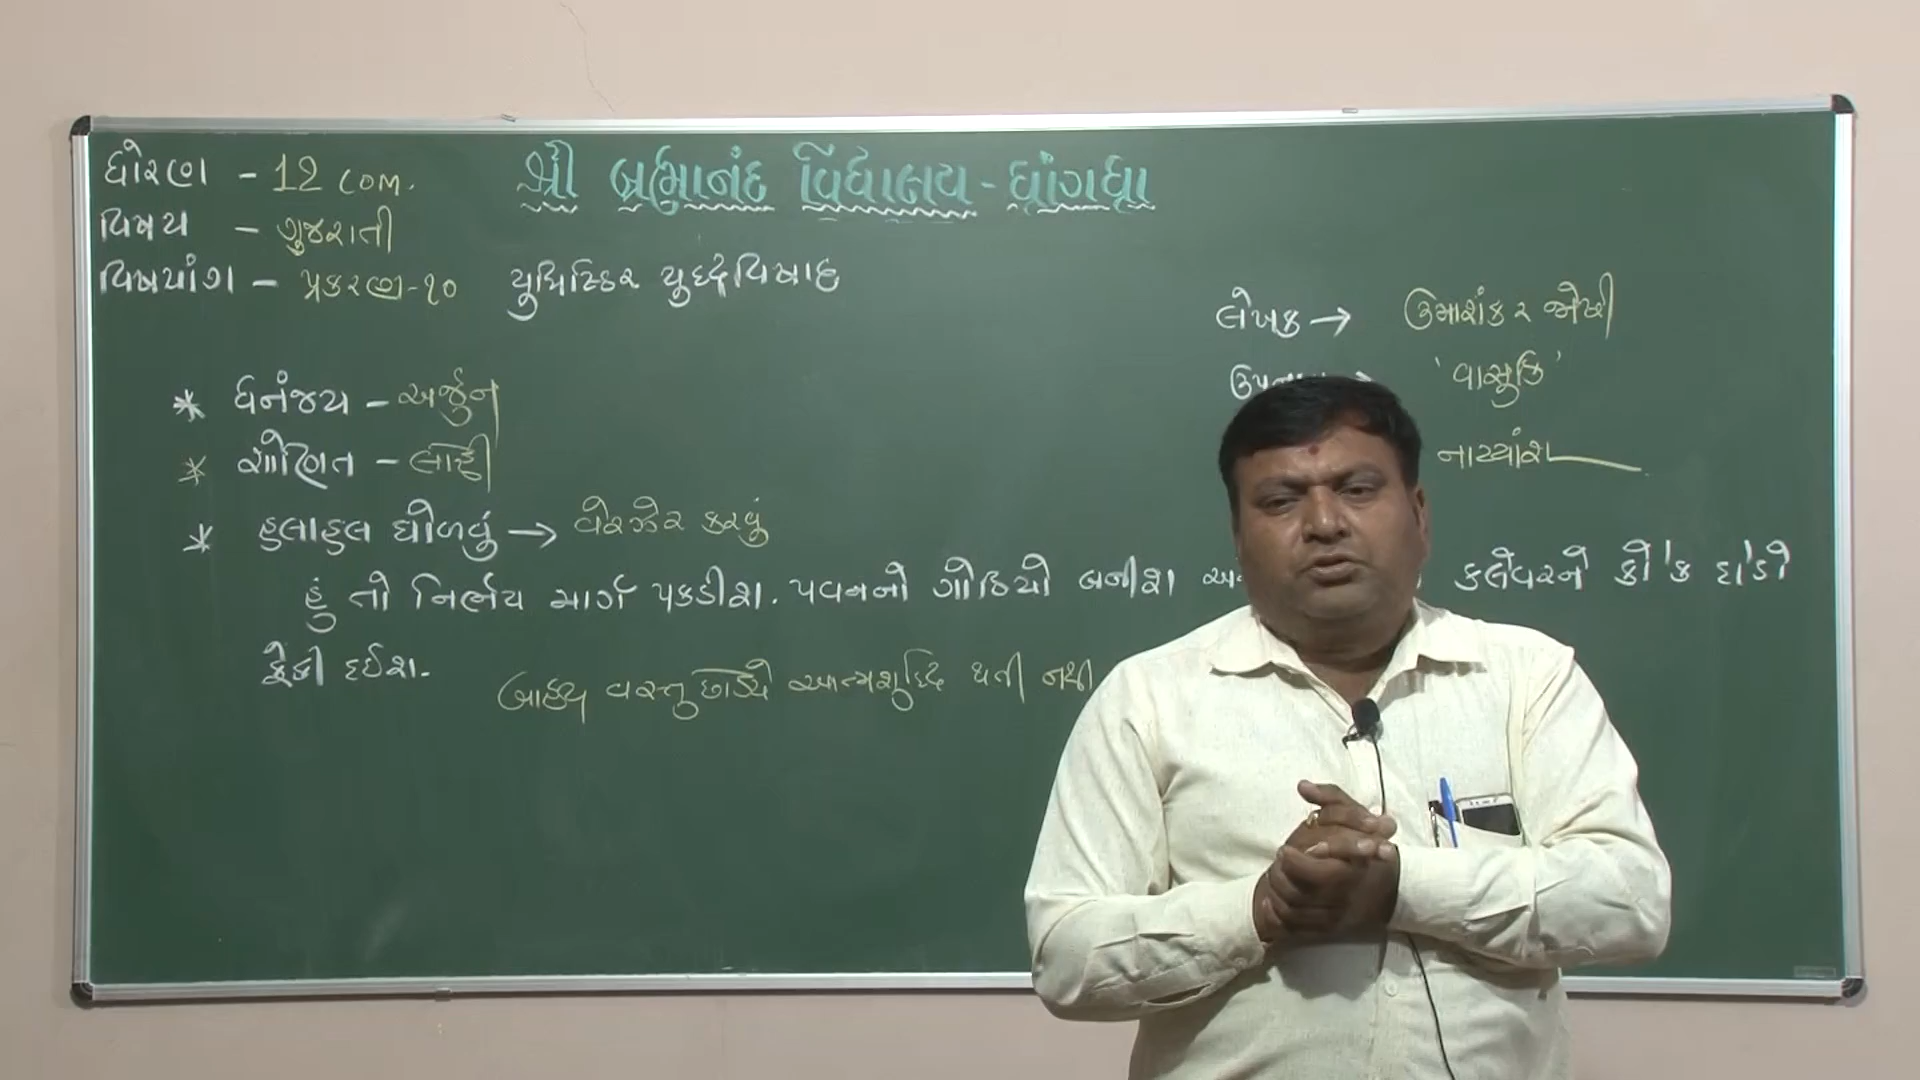 શ્રી બ્રહ્માનંદ વિદ્યાલય - ધ્રાંગધ્રા
ધોરણ - 12 COM.
વિષય - ગુજરાતી
વિષયાંગ - પ્રકરણ-૧૦ યુધિષ્ઠિર યુદ્ધવિષાદ
લેખક → ઉમાશંકર જોષી
'વાસુકિ'
નાટ્યાંશ
* ધનંજય - અર્જુન
* શોણિત - લોહી
* હલાહલ ઘોળવું → વેરઝેર કરવું
હું તો નિર્ભય માર્ગ પકડીશ. પવનનો ગોઠિયો બનીશ કલેવરને કો'ક દા'ડો
ફેંકી દઈશ.
બાહ્ય વસ્તુ છોડ્યે આત્મશુદ્ધિ થતી નથી